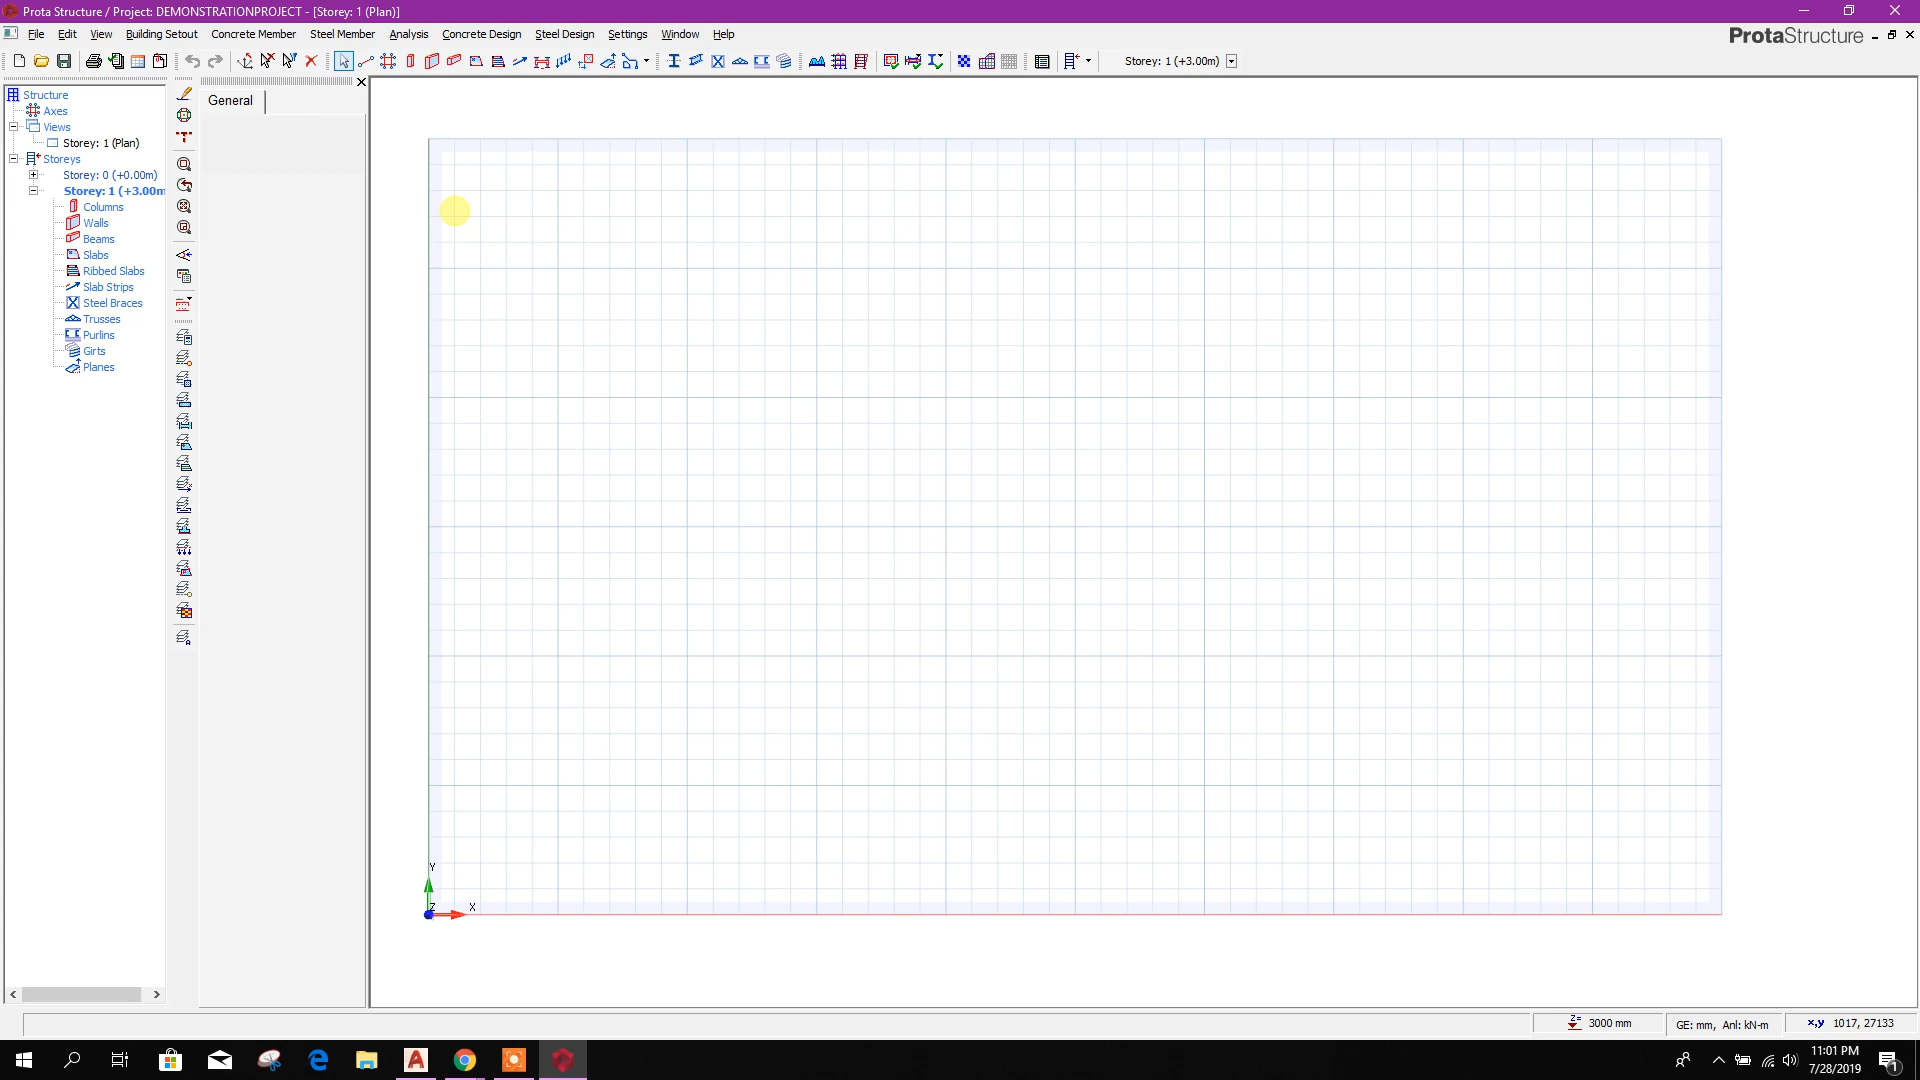 Prota Structure / Project: DEMONSTRATIONPROJECT - [Storey: 1 (Plan)]
File Edit View Building Setout Concrete Member Steel Member Analysis Concrete Design Steel Design Settings Window Help
ProtaStructure
Storey: 1 (+3.00m)
Structure
Axes
Views
Storey: 1 (Plan)
Storeys
Storey: 0 (+0.00m)
Storey: 1 (+3.00m
Columns
Walls
Beams
Slabs
Ribbed Slabs
Slab Strips
Steel Braces
Trusses
Purlins
Girts
Planes
General
Y
Z
X
Z= 3000 mm
GE: mm, Anl: kN-m
x,y 1017, 27133
11:01 PM
7/28/2019
1